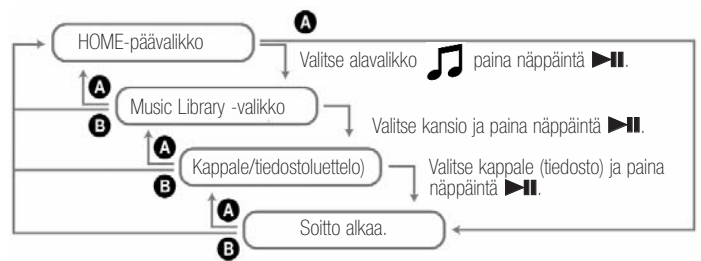 A
HOME-päävalikko
Valitse alavalikko paina näppäintä ►II.
A
Music Library -valikko
B
Valitse kansio ja paina näppäintä ►II.
A
Kappale/tiedostoluettelo)
Valitse kappale (tiedosto) ja paina
näppäintä ►II.
B
A
Soitto alkaa.
B